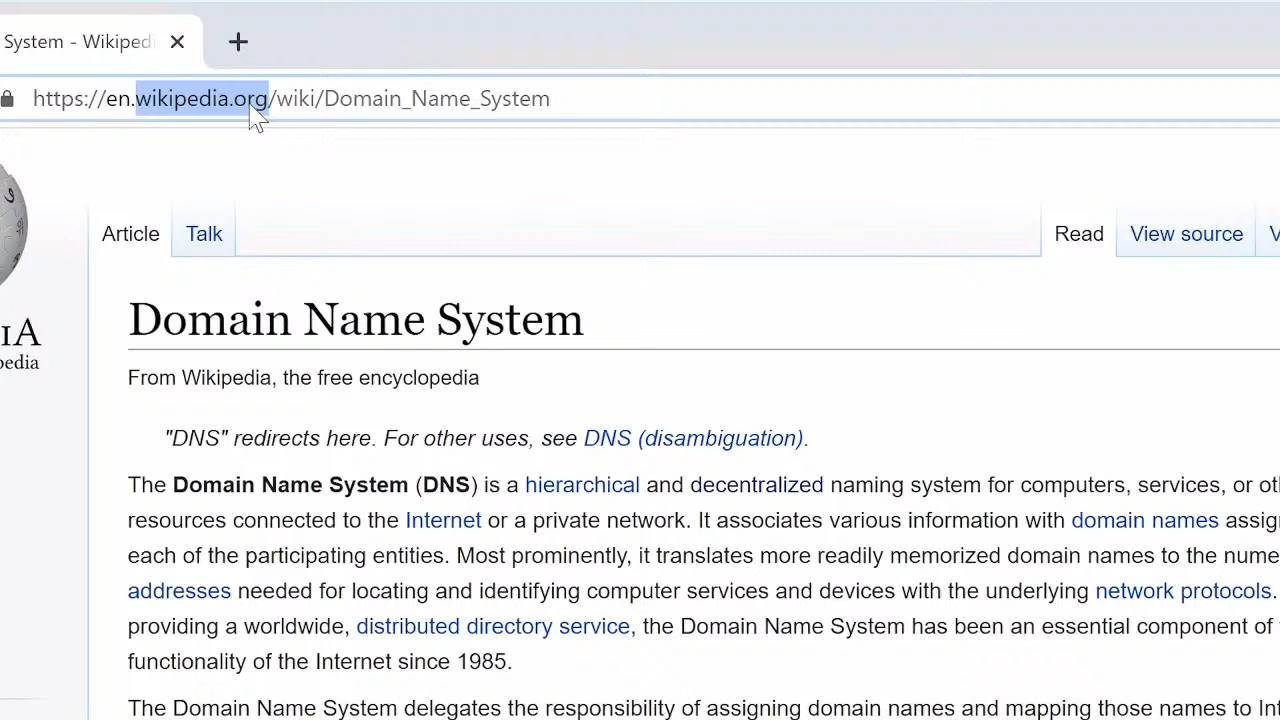 System - Wikipedi
https://en.wikipedia.org/wiki/Domain_Name_System
Article Talk Read View source
Domain Name System
IA
pedia
From Wikipedia, the free encyclopedia
"DNS" redirects here. For other uses, see DNS (disambiguation).
The Domain Name System (DNS) is a hierarchical and decentralized naming system for computers, services, or
resources connected to the Internet or a private network. It associates various information with domain names
each of the participating entities. Most prominently, it translates more readily memorized domain names to the
addresses needed for locating and identifying computer services and devices with the underlying network protocols.
providing a worldwide, distributed directory service, the Domain Name System has been an essential component of
functionality of the Internet since 1985.
The Domain Name System delegates the responsibility of assigning domain names and mapping those names to